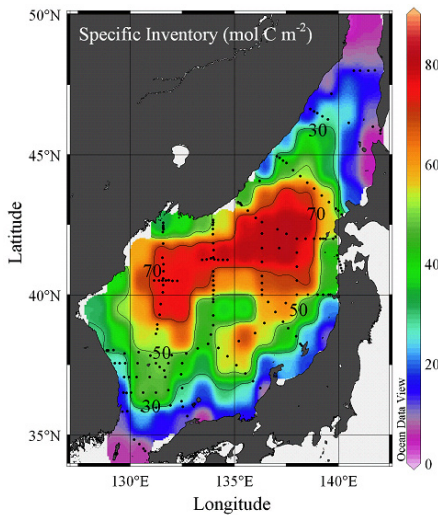 50°N
Specific Inventory (mol C m⁻²)
80
30
45°N
60
70
Latitude
70
40°N
50
40
50
20
30
35°N
Ocean Data View
0
130°E
135°E
140°E
Longitude